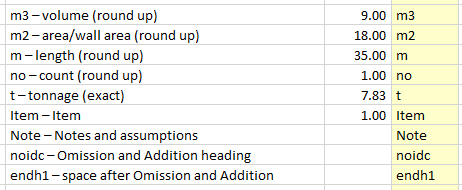 m3 – volume (round up) 9.00 m3
m2 – area/wall area (round up) 18.00 m2
m – length (round up) 35.00 m
no – count (round up) 1.00 no
t – tonnage (exact) 7.83 t
Item – Item 1.00 Item
Note – Notes and assumptions Note
noidc – Omission and Addition heading noidc
endh1 – space after Omission and Addition endh1